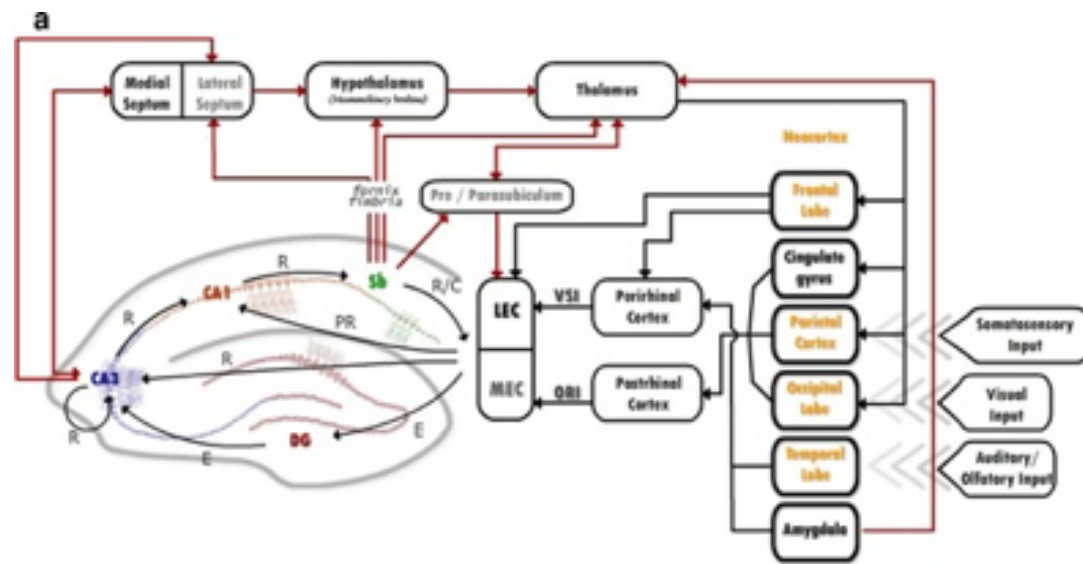 a
Medial
Septum
Lateral
Septum
Hypothalamus
Thalamus
Neocortex
fornix
fimbria
Pre / Parasubiculum
Frontal
Lobe
Cingulate
gyrus
Sb
R
R/C
CA1
LEC
VSI
Perirhinal
Cortex
Parietal
Cortex
Somatosensory
Input
R
PR
R
CA3
MEC
ORI
Postrhinal
Cortex
Occipital
Lobe
Visual
Input
R
E
DG
E
Temporal
Lobe
Auditory/
Olfatory Input
Amygdala